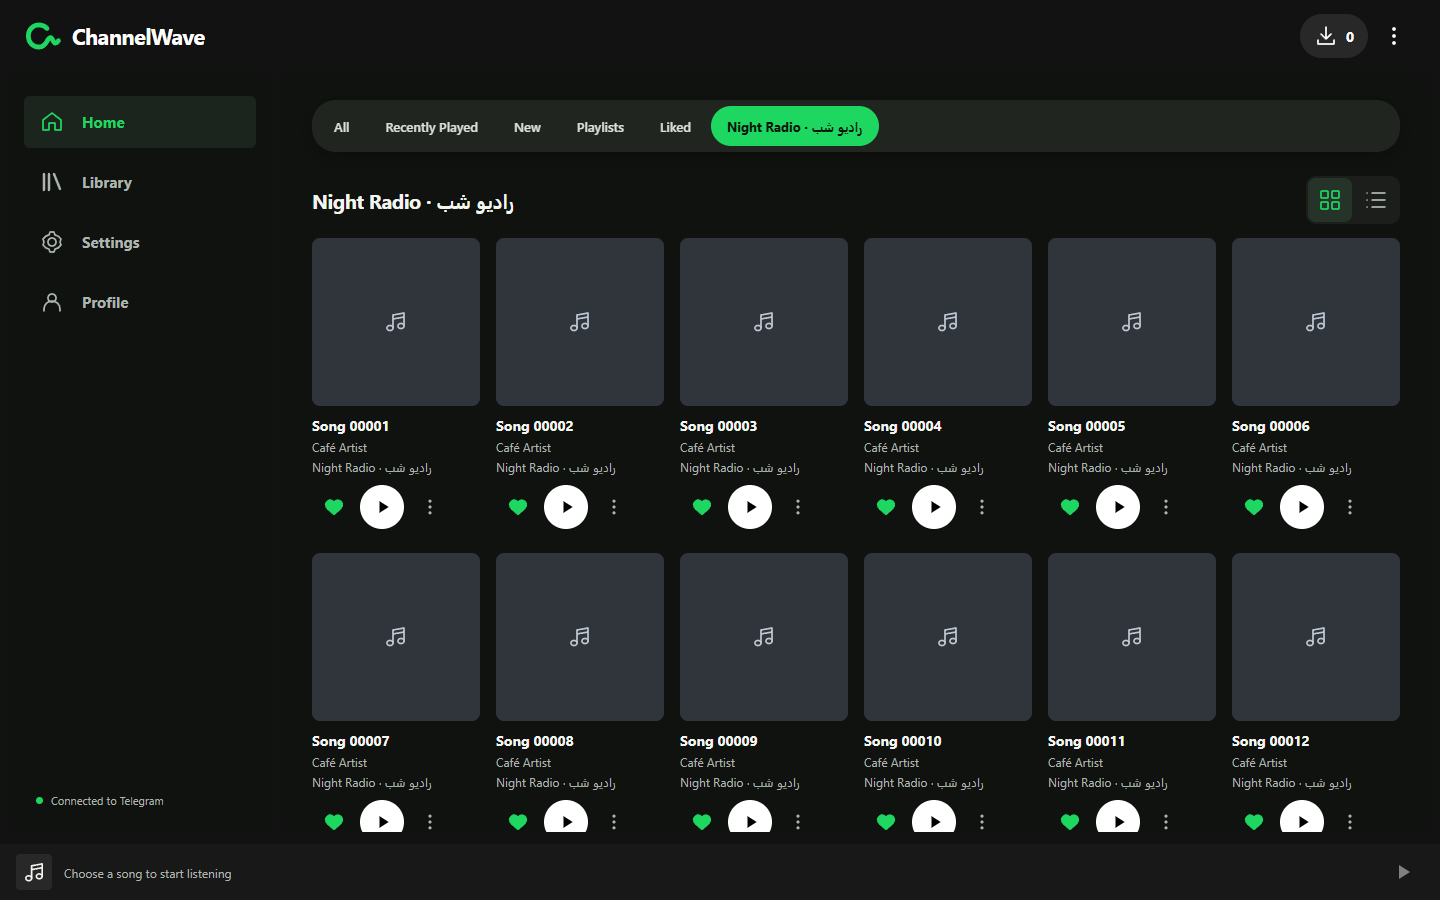 ChannelWave
0
Home
Library
Settings
Profile
All Recently Played New Playlists Liked Night Radio · رادیو شب
Night Radio · رادیو شب
Song 00001 Song 00002 Song 00003 Song 00004 Song 00005 Song 00006
Café Artist Café Artist Café Artist Café Artist Café Artist Café Artist
Night Radio · رادیو شب Night Radio · رادیو شب Night Radio · رادیو شب Night Radio · رادیو شب Night Radio · رادیو شب Night Radio · رادیو شب
Song 00007 Song 00008 Song 00009 Song 00010 Song 00011 Song 00012
Café Artist Café Artist Café Artist Café Artist Café Artist Café Artist
Night Radio · رادیو شب Night Radio · رادیو شب Night Radio · رادیو شب Night Radio · رادیو شب Night Radio · رادیو شب Night Radio · رادیو شب
Connected to Telegram
Choose a song to start listening